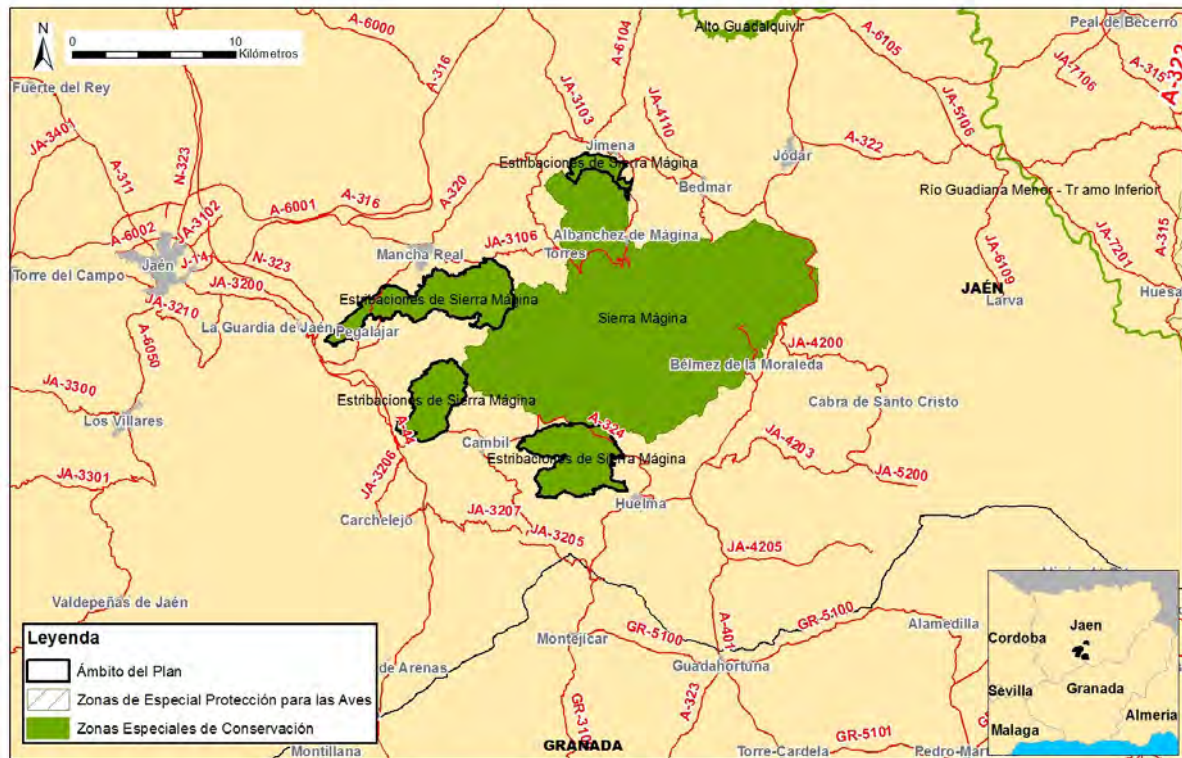 A-6000
A-316
A-6104
Alto Guadalquivir
A-6105
Peal de Becerro
JA-7106
A-315
A-322
N
0 10
Kilómetros
Fuerte del Rey
JA-3401
A-311
N-323
JA-3103
JA-4110
JA-5106
Jimena
Estribaciones de Sierra Mágina
Jódar
A-322
Bedmar
Río Guadiana Menor - Tramo Inferior
A-316
A-320
A-6001
JA-3102
A-6002
Albanchez de Mágina
JA-7201
A-315
Jaén
J-14
N-323
Mancha Real
JA-3106
Torres
JA-6109
Torre del Campo
JA-3200
JAÉN
Huesa
Larva
JA-3210
Estribaciones de Sierra Mágina
Sierra Mágina
La Guardia de Jaén
Pegalajar
A-6050
JA-4200
Bélmez de la Moraleda
JA-3300
Estribaciones de Sierra Mágina
Cabra de Santo Cristo
Los Villares
A-44
A-324
Cambil
JA-4203
Estribaciones de Sierra Mágina
JA-5200
JA-3301
JA-3206
Huelma
Carchelejo
JA-3207
JA-3205
JA-4205
Valdepeñas de Jaén
GR-5100
GR-5100
A-401
Alamedilla
Montejícar
Guadahortuna
de Arenas
A-323
GR-310
GRANADA
Montillana
Torre-Cardela
GR-5101
Pedro-Mart
Leyenda
Ámbito del Plan
Zonas de Especial Protección para las Aves
Zonas Especiales de Conservación
Cordoba
Jaen
Sevilla
Granada
Almeria
Malaga